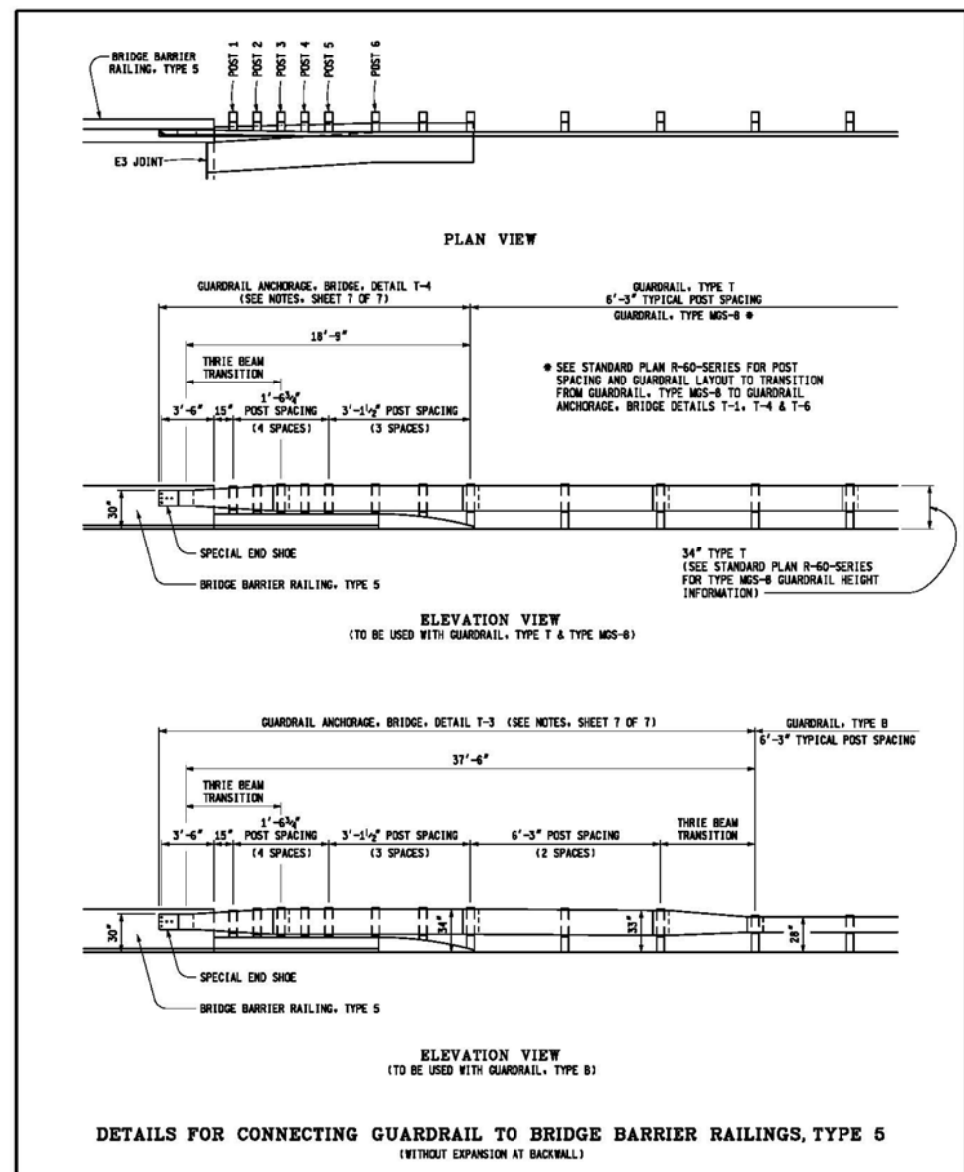 BRIDGE BARRIER
RAILING, TYPE 5
POST 1
POST 2
POST 3
POST 4
POST 5
POST 6
E3 JOINT
PLAN VIEW
GUARDRAIL ANCHORAGE, BRIDGE, DETAIL T-4
(SEE NOTES, SHEET 7 OF 7)
GUARDRAIL, TYPE T
6'-3" TYPICAL POST SPACING
GUARDRAIL, TYPE MGS-8 *
18'-9"
THRIE BEAM
TRANSITION
3'-6"
15"
1'-6 3/4"
POST SPACING
(4 SPACES)
3'-1 1/2" POST SPACING
(3 SPACES)
* SEE STANDARD PLAN R-60-SERIES FOR POST
SPACING AND GUARDRAIL LAYOUT TO TRANSITION
FROM GUARDRAIL, TYPE MGS-8 TO GUARDRAIL
ANCHORAGE, BRIDGE DETAILS T-1, T-4 & T-6
30"
SPECIAL END SHOE
BRIDGE BARRIER RAILING, TYPE 5
34" TYPE T
(SEE STANDARD PLAN R-60-SERIES
FOR TYPE MGS-8 GUARDRAIL HEIGHT
INFORMATION)
ELEVATION VIEW
(TO BE USED WITH GUARDRAIL, TYPE T & TYPE MGS-8)
GUARDRAIL ANCHORAGE, BRIDGE, DETAIL T-3 (SEE NOTES, SHEET 7 OF 7)
GUARDRAIL, TYPE B
6'-3" TYPICAL POST SPACING
37'-6"
THRIE BEAM
TRANSITION
3'-6"
15"
1'-6 3/4"
POST SPACING
(4 SPACES)
3'-1 1/2" POST SPACING
(3 SPACES)
6'-3" POST SPACING
(2 SPACES)
THRIE BEAM
TRANSITION
30"
34"
33"
28"
SPECIAL END SHOE
BRIDGE BARRIER RAILING, TYPE 5
ELEVATION VIEW
(TO BE USED WITH GUARDRAIL, TYPE B)
DETAILS FOR CONNECTING GUARDRAIL TO BRIDGE BARRIER RAILINGS, TYPE 5
(WITHOUT EXPANSION AT BACKWALL)